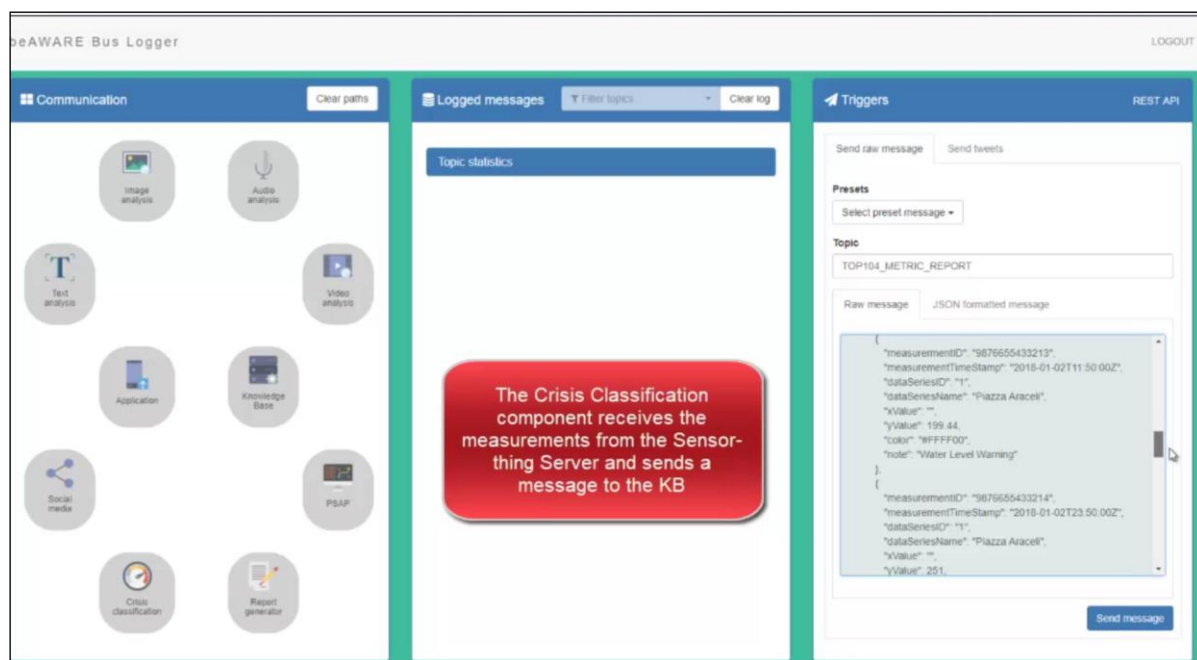 beAWARE Bus Logger
LOGOUT
Communication
Clear paths
Image
analysis
Audio
analysis
Text
analysis
Video
analysis
Application
Knowledge
Base
Social
media
PSAP
Crisis
classification
Report
generator
Logged messages
Filter topics
Clear log
Topic statistics
The Crisis Classification
component receives the
measurements from the Sensor-
thing Server and sends a
message to the KB
Triggers
REST API
Send raw message
Send tweets
Presets
Select preset message
Topic
TOP104_METRIC_REPORT
Raw message
JSON formatted message
{
"measurermentID": "9876655433213",
"measurementTimeStamp": "2018-01-02T11:50:00Z",
"dataSeriesID": "1",
"dataSeriesName": "Piazza Araceli",
"xValue": "",
"yValue": 199.44,
"color": "#FFFF00",
"note": "Water Level Warning"
},
{
"measurermentID": "9876655433214",
"measurementTimeStamp": "2018-01-02T23:50:00Z",
"dataSeriesID": "1",
"dataSeriesName": "Piazza Araceli",
"xValue": "",
"yValue": 251,
Send message